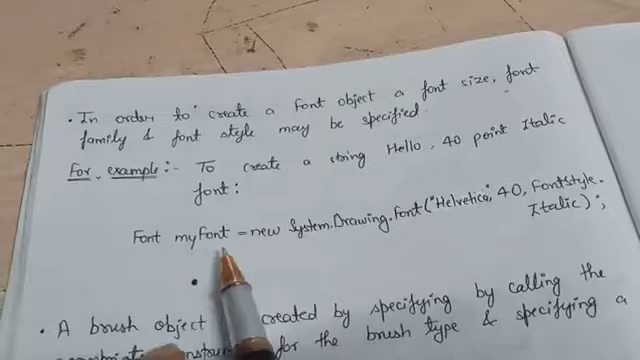 • In order to create a Font object a font size, font
family & font style may be specified.
For example :- To create a string Hello, 40 point Italic
font :
Font myFont = new System.Drawing.Font("Helvetica", 40, FontStyle.
Italic) ;
• A brush object created by specifying by calling the
for the brush type & specifying a